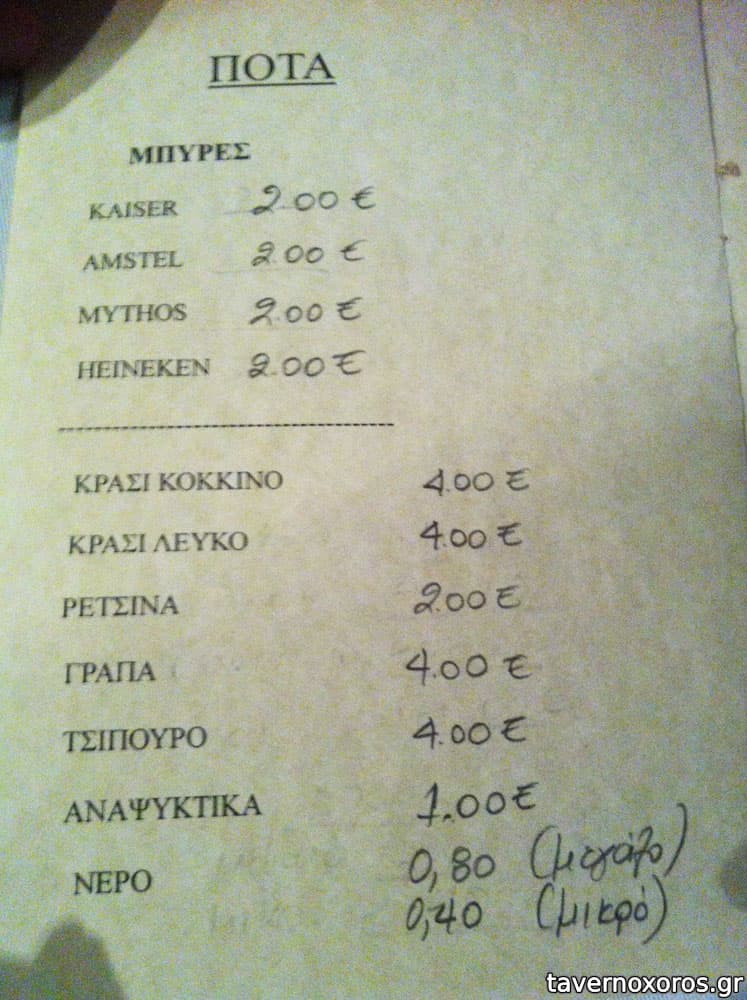 ΠΟΤΑ
ΜΠΥΡΕΣ
KAISER 2.00 €
AMSTEL 2.00 €
MYTHOS 2.00 €
HEINEKEN 2.00 €
ΚΡΑΣΙ ΚΟΚΚΙΝΟ 4.00 €
ΚΡΑΣΙ ΛΕΥΚΟ 4.00 €
ΡΕΤΣΙΝΑ 2.00 €
ΓΡΑΠΑ 4.00 €
ΤΣΙΠΟΥΡΟ 4.00 €
ΑΝΑΨΥΚΤΙΚΑ 1.00 €
ΝΕΡΟ 0,80 (μεγάλο)
0,40 (μικρό)
tavernoxoros.gr